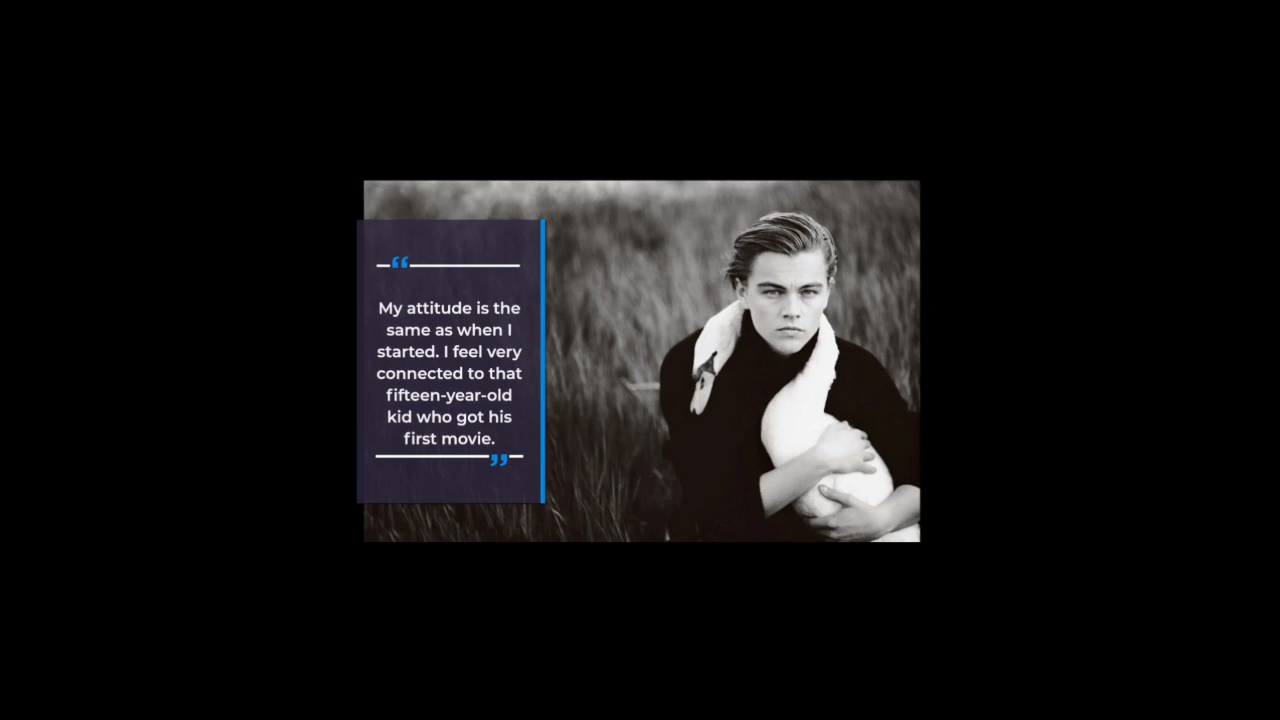 “
My attitude is the
same as when I
started. I feel very
connected to that
fifteen-year-old
kid who got his
first movie.
”